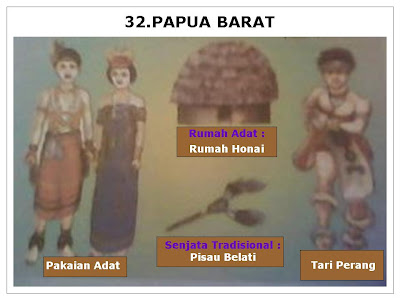 32.PAPUA BARAT
Rumah Adat :
Rumah Honai
Senjata Tradisional :
Pisau Belati
Pakaian Adat
Tari Perang